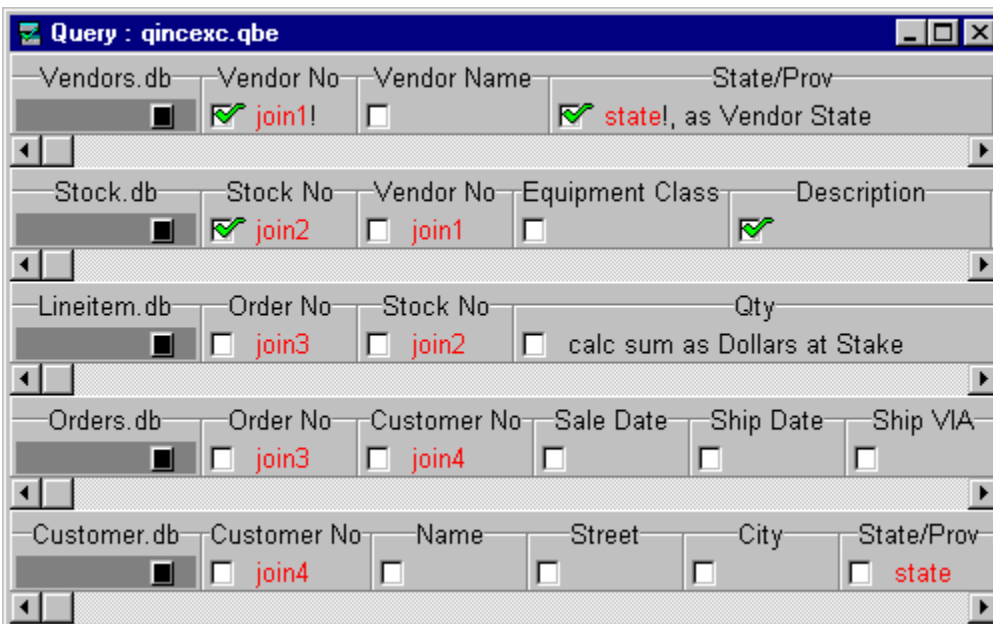 Query : qincexc.qbe
Vendors.db Vendor No Vendor Name State/Prov
join1! state!, as Vendor State
Stock.db Stock No Vendor No Equipment Class Description
join2 join1
Lineitem.db Order No Stock No Qty
join3 join2 calc sum as Dollars at Stake
Orders.db Order No Customer No Sale Date Ship Date Ship VIA
join3 join4
Customer.db Customer No Name Street City State/Prov
join4 state